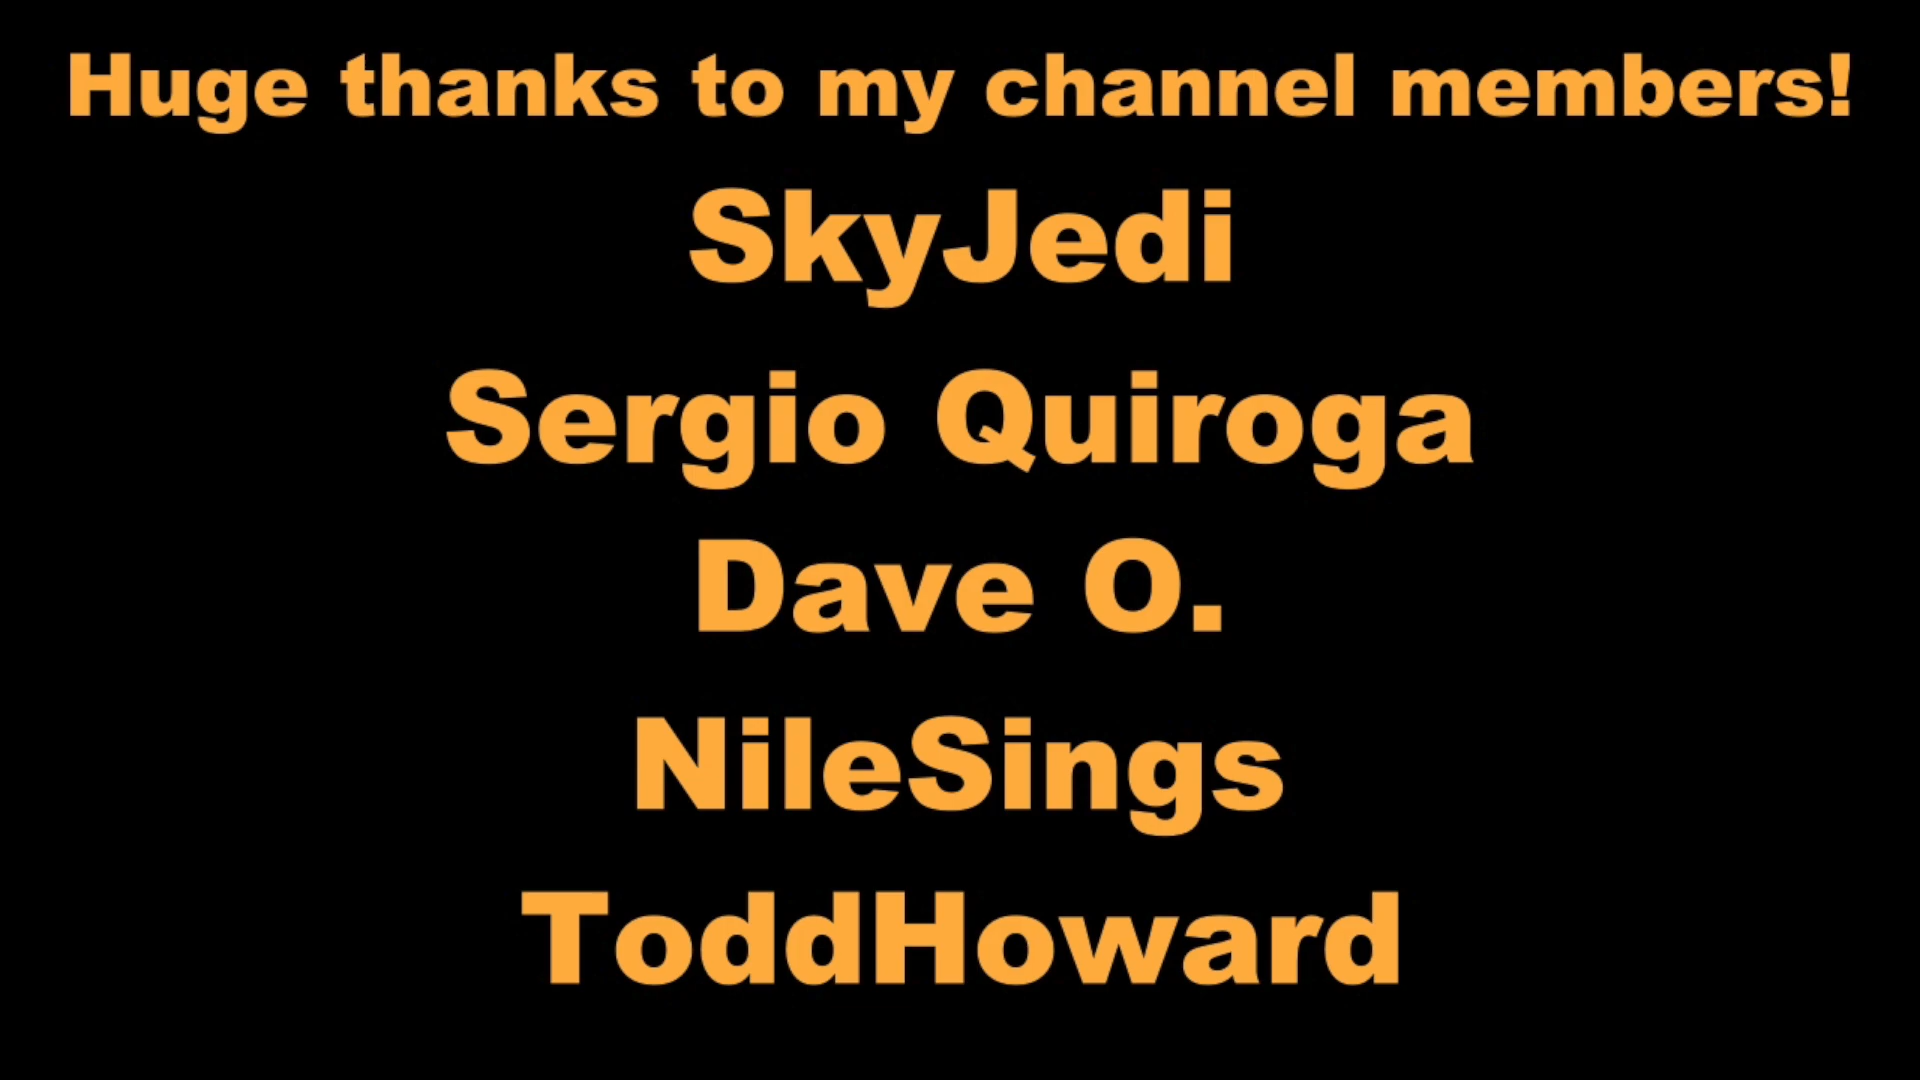 Huge thanks to my channel members!
SkyJedi
Sergio Quiroga
Dave O.
NileSings
ToddHoward